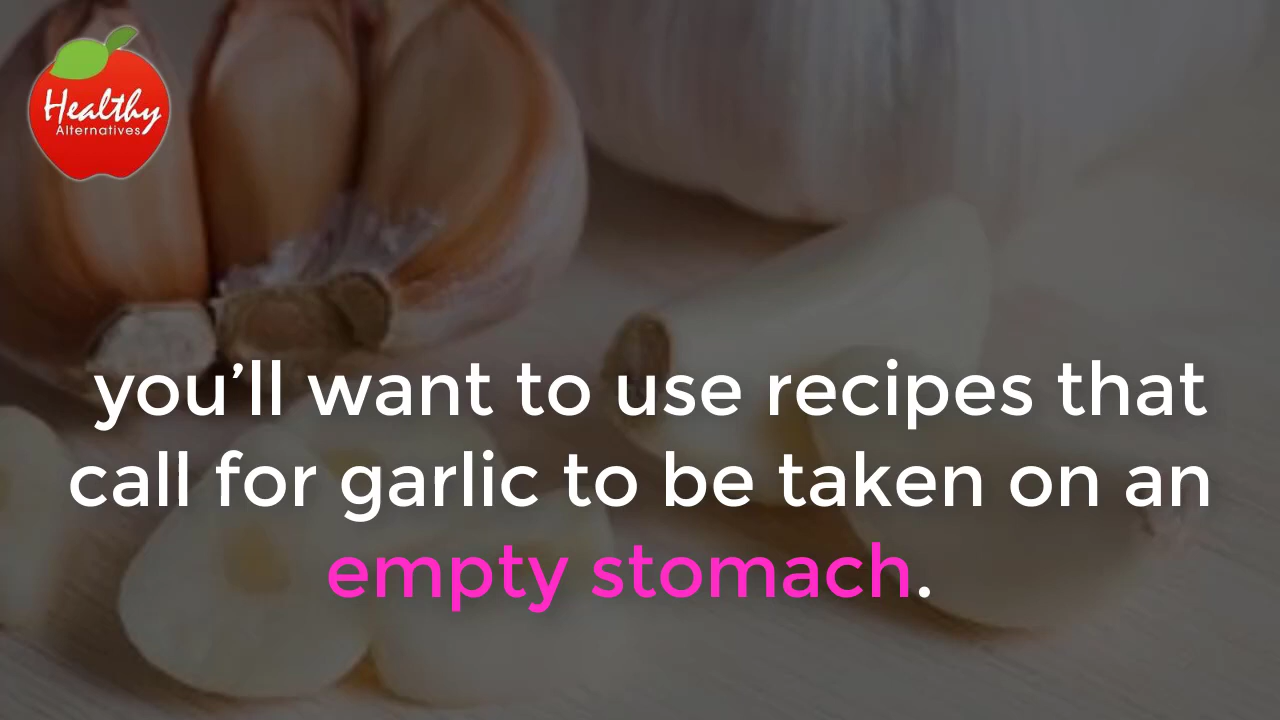 Healthy
Alternatives
you’ll want to use recipes that
call for garlic to be taken on an
empty stomach.